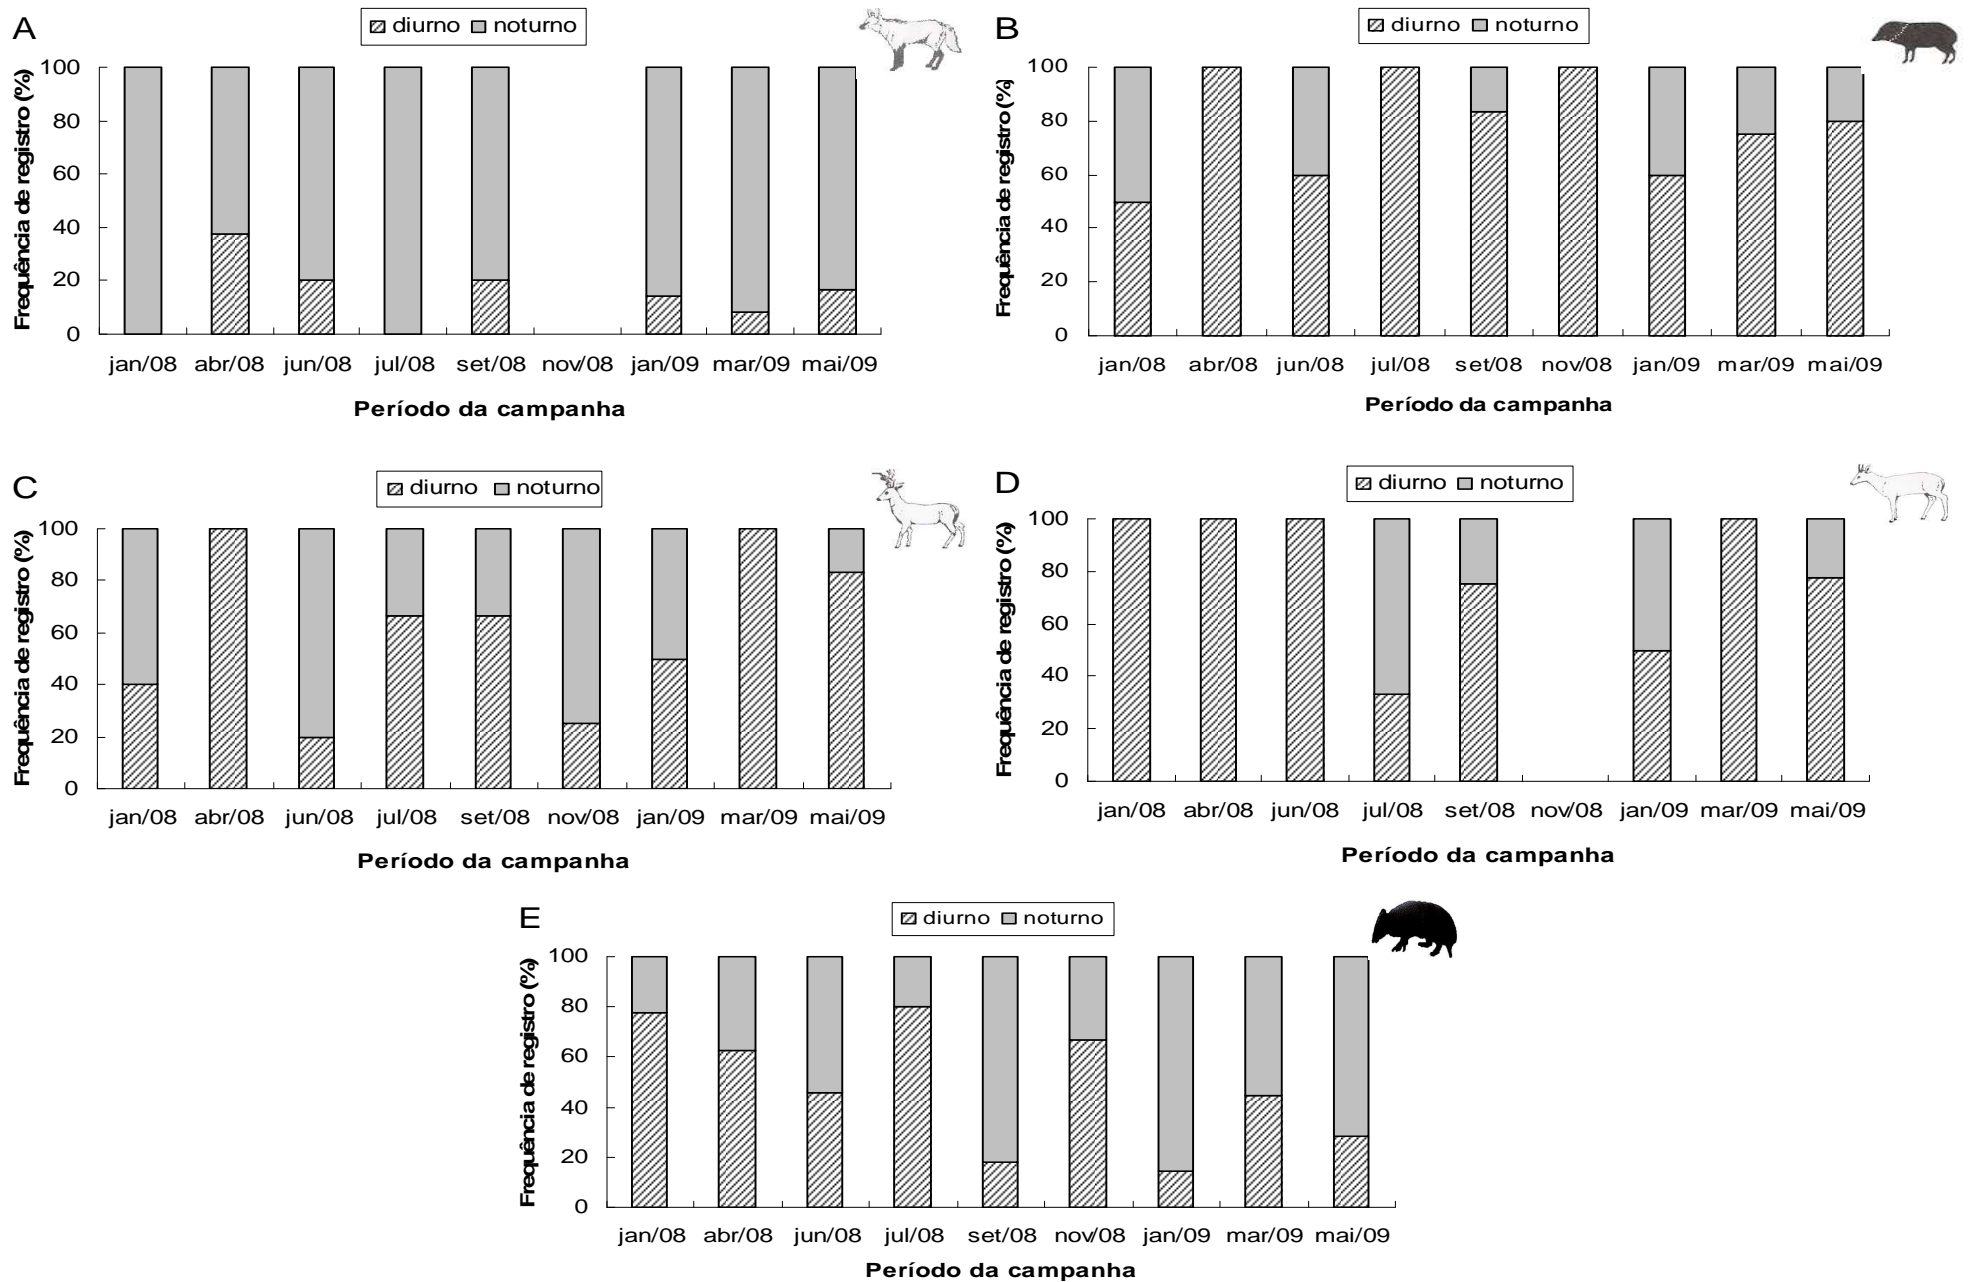 A
diurno noturno
Frequência de registro (%)
100
80
60
40
20
0
jan/08 abr/08 jun/08 jul/08 set/08 nov/08 jan/09 mar/09 mai/09
Período da campanha
B
diurno noturno
Frequência de registro (%)
100
80
60
40
20
0
jan/08 abr/08 jun/08 jul/08 set/08 nov/08 jan/09 mar/09 mai/09
Período da campanha
C
diurno noturno
Frequência de registro (%)
100
80
60
40
20
0
jan/08 abr/08 jun/08 jul/08 set/08 nov/08 jan/09 mar/09 mai/09
Período da campanha
D
diurno noturno
Frequência de registro (%)
100
80
60
40
20
0
jan/08 abr/08 jun/08 jul/08 set/08 nov/08 jan/09 mar/09 mai/09
Período da campanha
E
diurno noturno
Frequência de registro (%)
100
80
60
40
20
0
jan/08 abr/08 jun/08 jul/08 set/08 nov/08 jan/09 mar/09 mai/09
Período da campanha